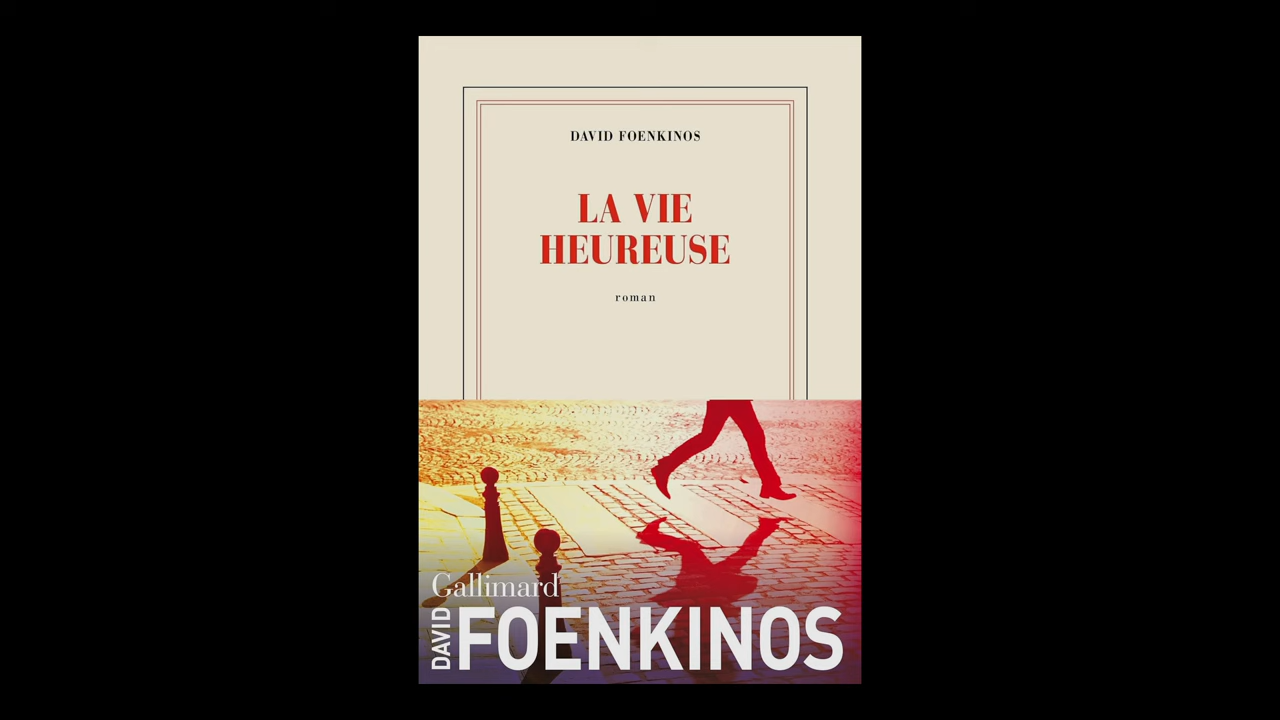 DAVID FOENKINOS
LA VIE
HEUREUSE
roman
Gallimard
DAVID
FOENKINOS